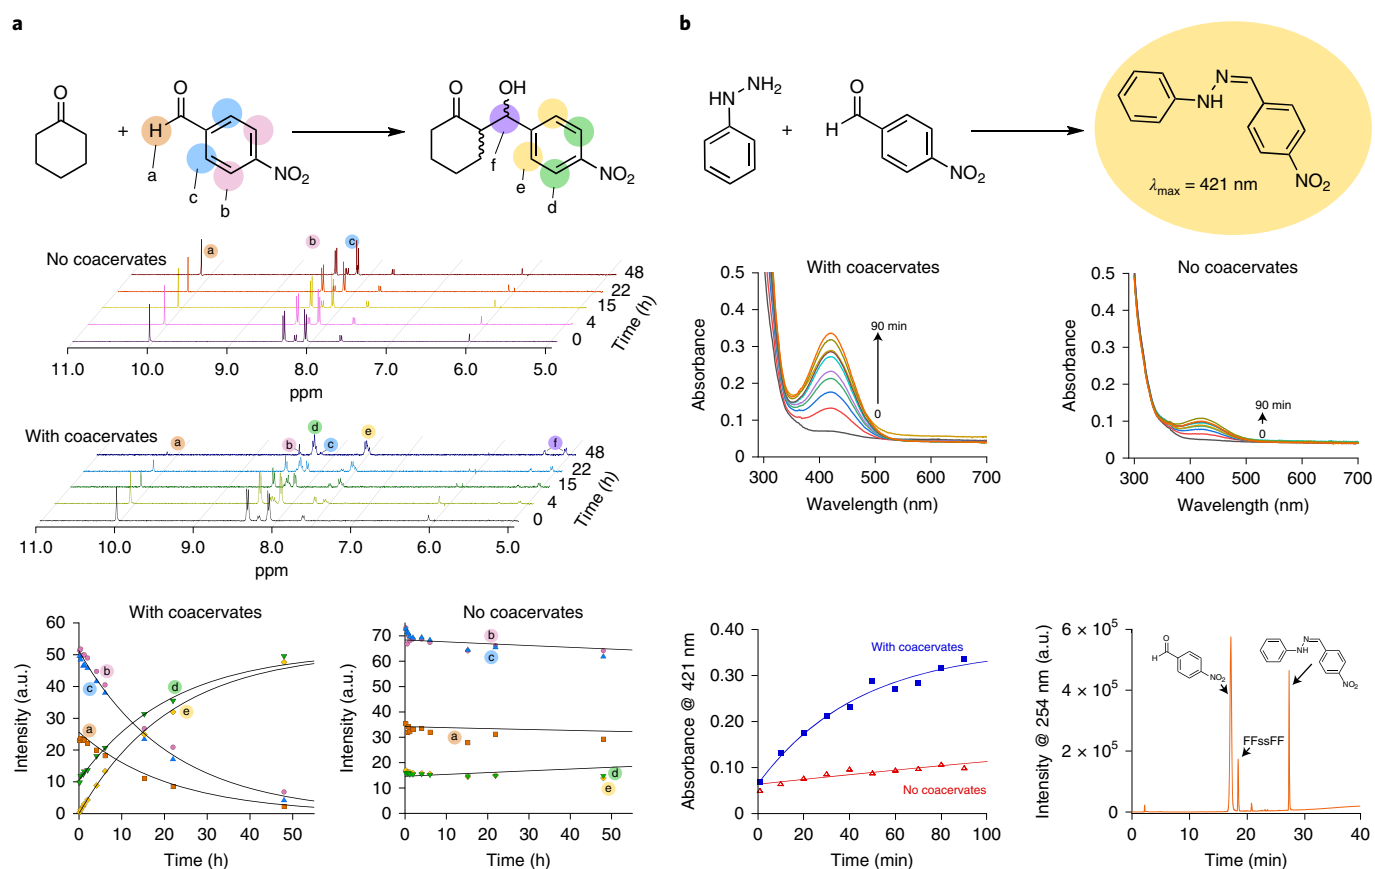 a
O
+
H
O
NO2
a
c
b
O
OH
f
NO2
e
d
No coacervates
a
b
c
48
22
15
4
0
Time (h)
11.0 10.0 9.0 8.0 7.0 6.0 5.0
ppm
With coacervates
a
b
d
c
e
f
48
22
15
4
0
Time (h)
11.0 10.0 9.0 8.0 7.0 6.0 5.0
ppm
With coacervates
60
50
40
30
20
10
0
Intensity (a.u.)
b
c
a
d
e
0 10 20 30 40 50
Time (h)
No coacervates
70
60
50
40
30
20
10
0
Intensity (a.u.)
b
c
a
d
e
0 10 20 30 40 50
Time (h)
b
NH2
HN
+
O
H
NO2
N
NH
NO2
λmax = 421 nm
With coacervates
0.5
0.4
0.3
0.2
0.1
0
Absorbance
90 min
0
300 400 500 600 700
Wavelength (nm)
No coacervates
0.5
0.4
0.3
0.2
0.1
0
Absorbance
90 min
0
300 400 500 600 700
Wavelength (nm)
0.40
0.30
0.20
0.10
0
Absorbance @ 421 nm
With coacervates
No coacervates
0 20 40 60 80 100
Time (min)
6 × 10⁵
4 × 10⁵
2 × 10⁵
0
Intensity @ 254 nm (a.u.)
O
H
NO2
FFssFF
N
NH
NO2
0 10 20 30 40
Time (min)